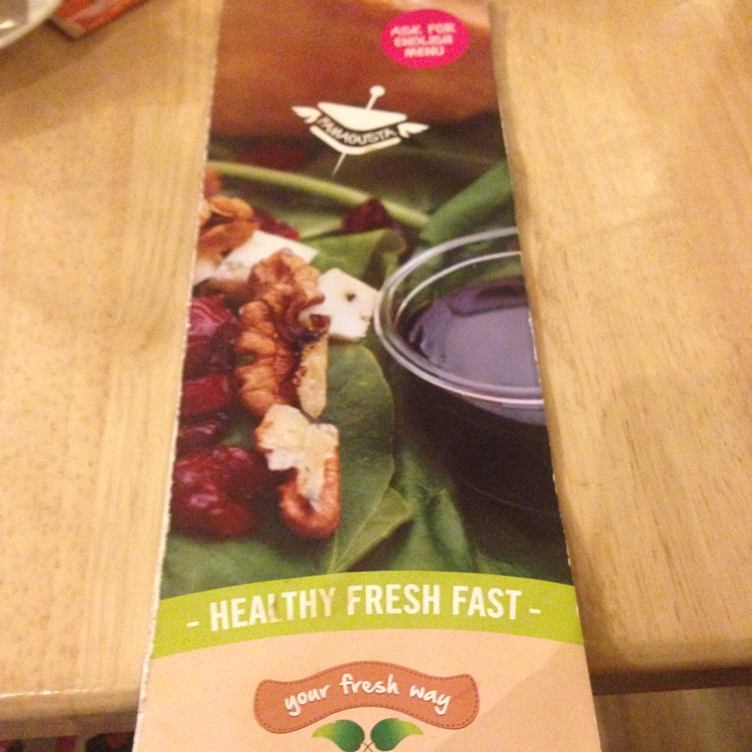 ASK FOR
ENGLISH
MENU
FAMAGUSTA
- HEALTHY FRESH FAST -
your fresh way